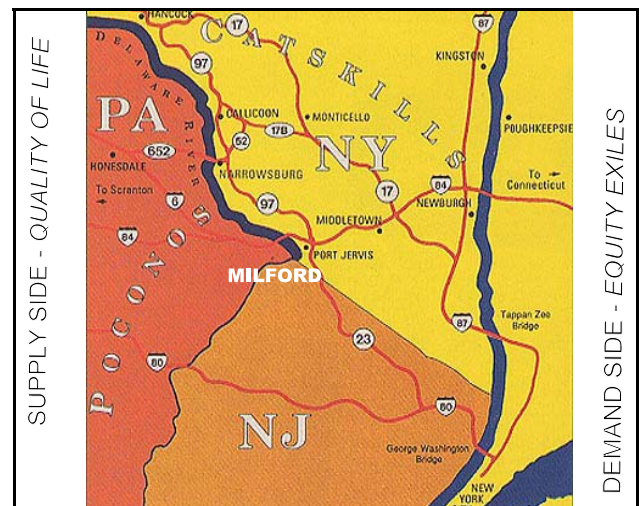 SUPPLY SIDE - QUALITY OF LIFE
HANCOCK
17
87
CATSKILLS
KINGSTON
DELAWARE RIVER
97
PA
CALLICOON
MONTICELLO
17B
POUGHKEEPSIE
52
NY
652
HONESDALE
NARROWSBURG
To Scranton
To
Connecticut
6
17
84
97
NEWBURGH
MIDDLETOWN
84
POCONOS
PORT JERVIS
MILFORD
87
Tappan Zee
Bridge
23
80
80
NJ
George Washington
Bridge
NEW
YORK
DEMAND SIDE - EQUITY EXILES